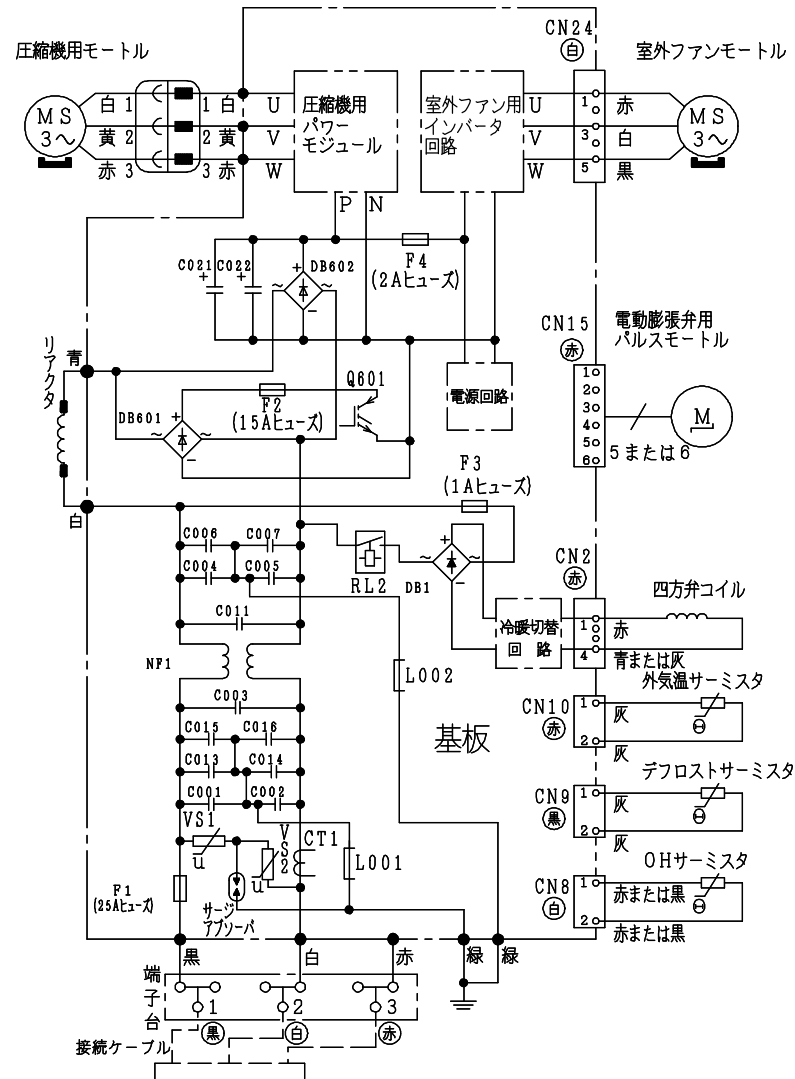 圧縮機用モートル
CN24
白
室外ファンモートル
MS
3～
白 1
黄 2
赤 3
1 白
2 黄
3 赤
U
V
W
圧縮機用
パワー
モジュール
室外ファン用
インバータ
回路
U
V
W
1
3
5
赤
白
黒
MS
3～
P N
C021
+
C022
+
+
～
～
－
DB602
F4
(2Aヒューズ)
リアクタ
青
白
DB601
+
～
～
－
F2
(15Aヒューズ)
Q601
電源回路
CN15
赤
電動膨張弁用
パルスモートル
1
2
3
4
5
6
5または6
M
F3
(1Aヒューズ)
C006
C007
C004
C005
RL2
+
～
～
－
DB1
CN2
赤
四方弁コイル
冷暖切替
回 路
1
4
赤
青または灰
C011
NF1
L002
基板
C003
C015
C016
C013
C014
C001
C002
外気温サーミスタ
CN10
赤
1
2
灰
灰
θ
デフロストサーミスタ
CN9
黒
1
2
灰
灰
θ
OHサーミスタ
CN8
白
1
2
赤または黒
赤または黒
θ
VS1
u
VS2
u
CT1
L001
F1
(25Aヒューズ)
サージ
アブソーバ
黒
白
赤
緑
緑
端子台
1
2
3
黒
白
赤
接続ケーブル